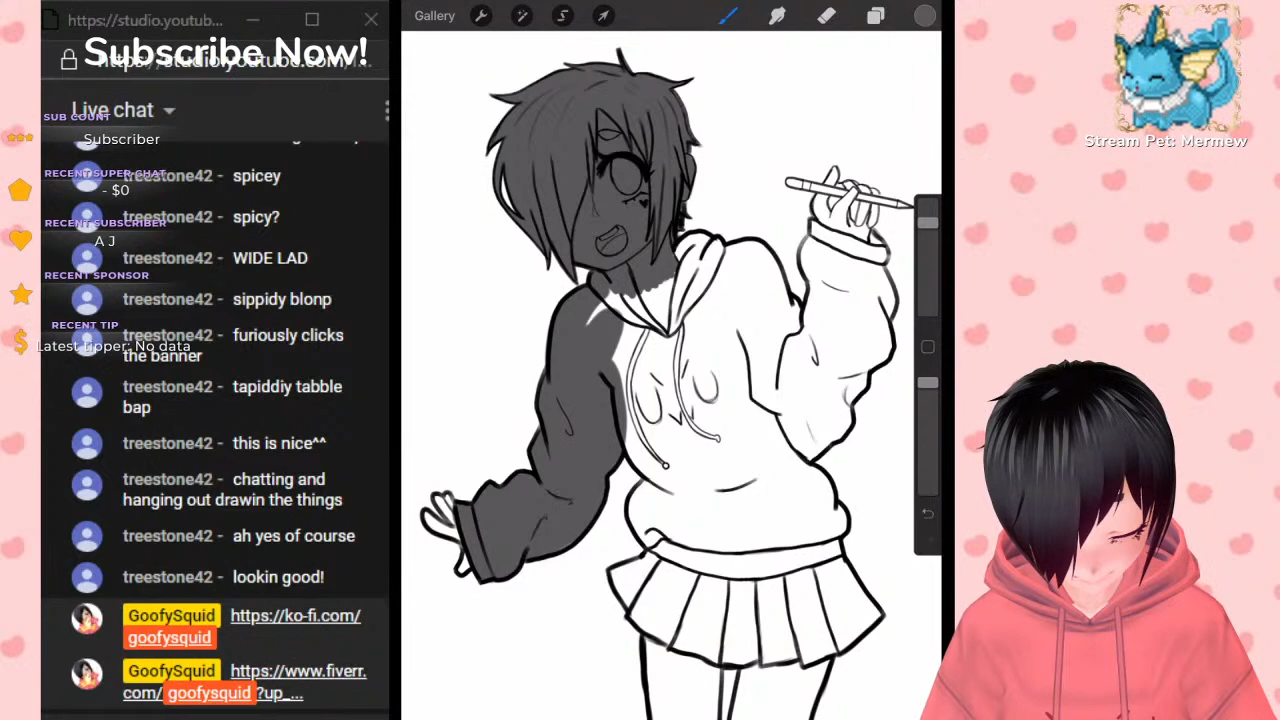 https://studio.youtub...
Subscribe Now!
https://studio.youtube.com/l...
Live chat
SUB COUNT
Subscriber
treestone42 - spicey
RECENT SUPER CHAT
- $0
treestone42 - spicy?
RECENT SUBSCRIBER
A J
treestone42 - WIDE LAD
RECENT SPONSOR
treestone42 - sippidy blonp
RECENT TIP
Latest tipper: No data
treestone42 - furiously clicks
the banner
treestone42 - tapiddiy tabble
bap
treestone42 - this is nice^^
treestone42 - chatting and
hanging out drawin the things
treestone42 - ah yes of course
treestone42 - lookin good!
GoofySquid https://ko-fi.com/
goofysquid
GoofySquid https://www.fiverr.
com/goofysquid?up_...
Gallery
Stream Pet: Mermew